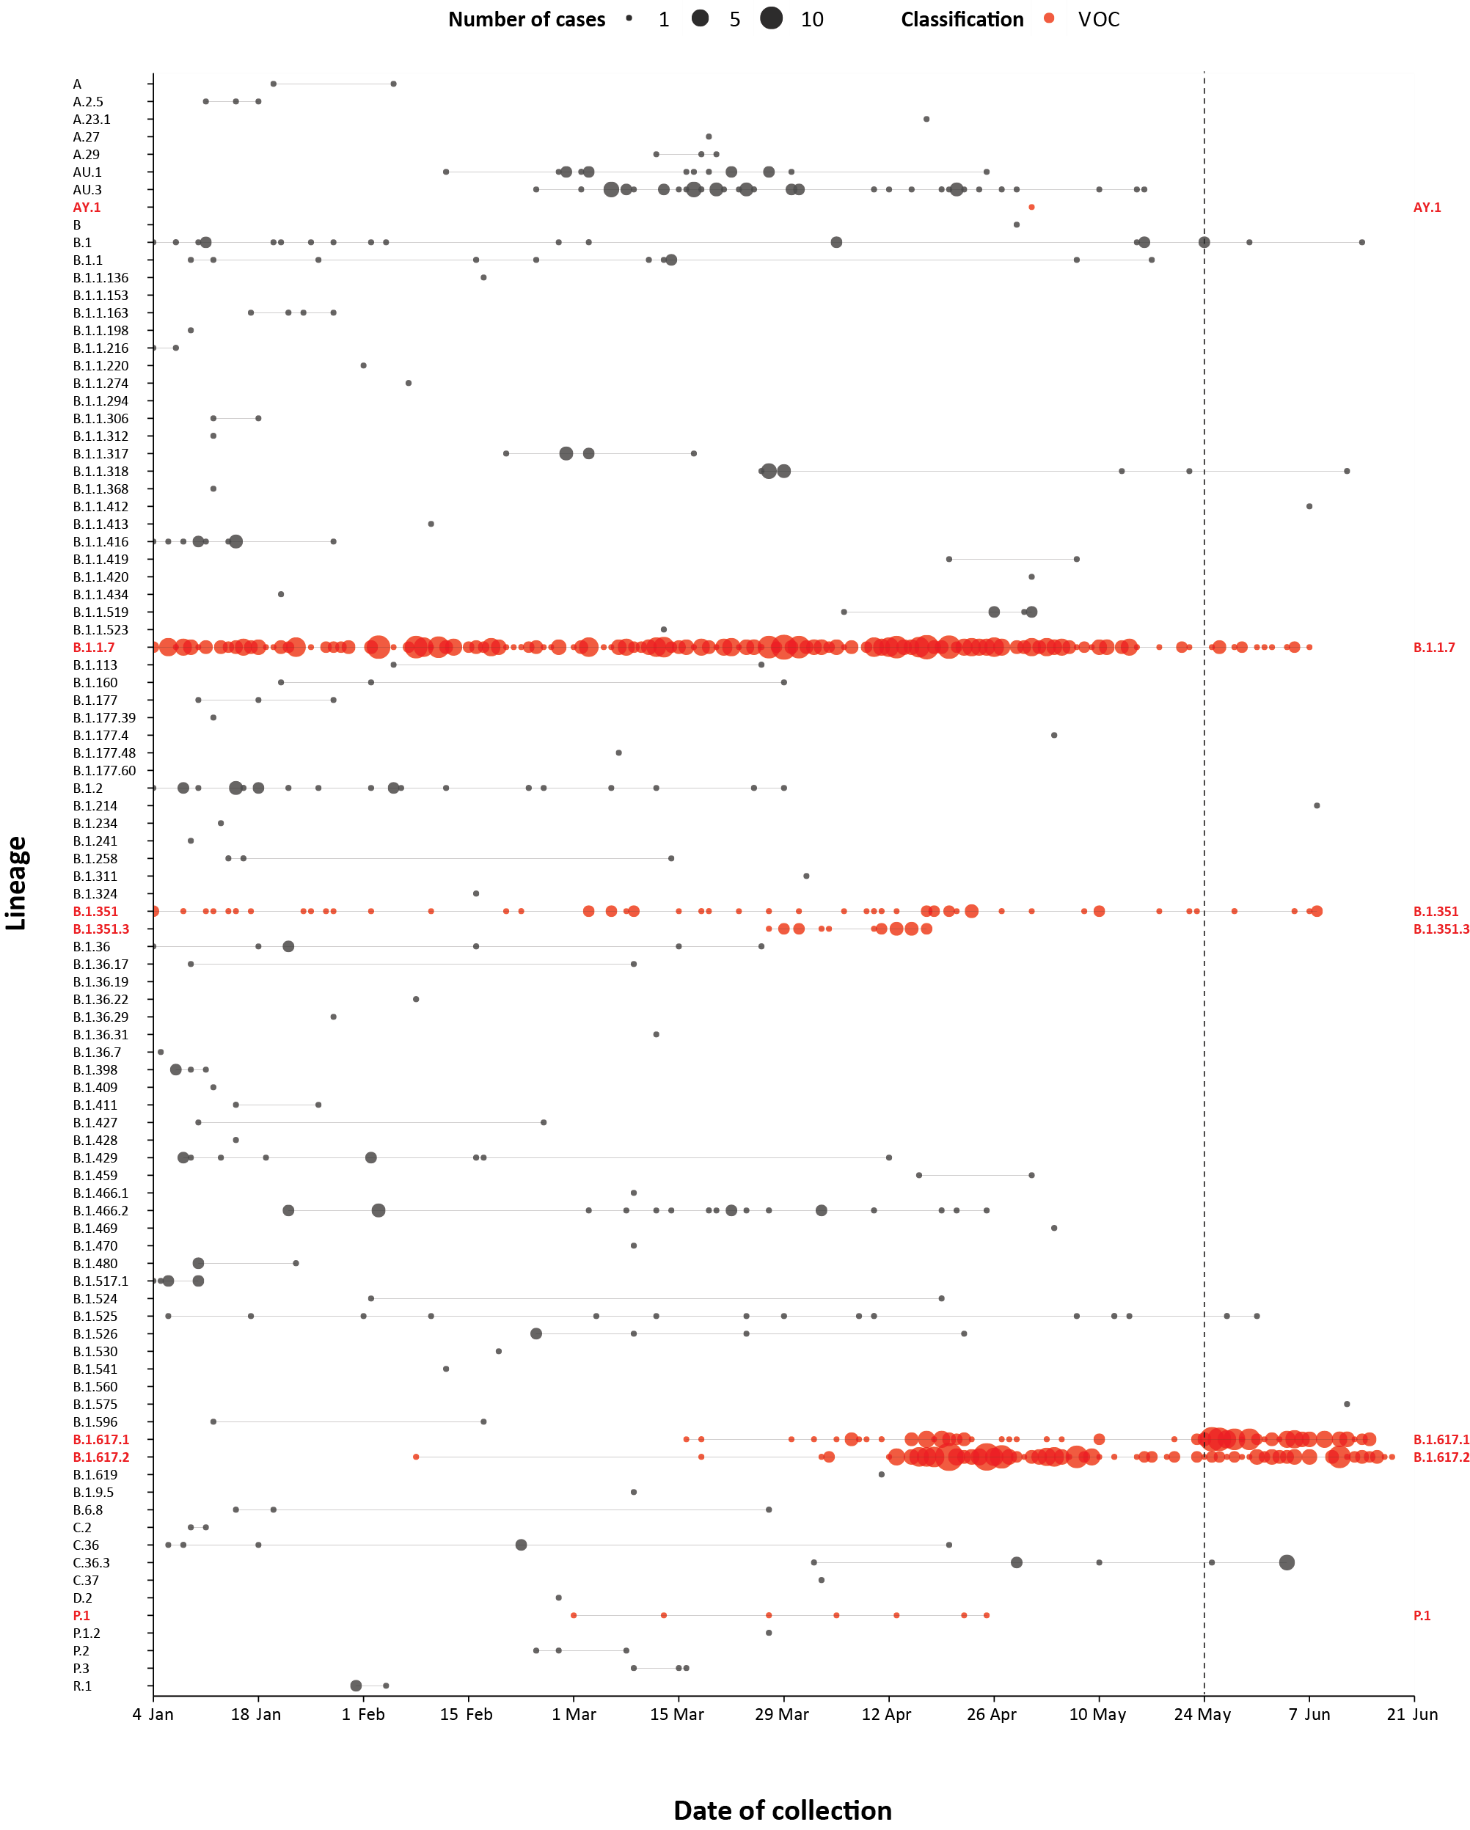 Number of cases 1 5 10 Classification VOC
A
A.2.5
A.23.1
A.27
A.29
AU.1
AU.3
AY.1 AY.1
B
B.1
B.1.1
B.1.1.136
B.1.1.153
B.1.1.163
B.1.1.198
B.1.1.216
B.1.1.220
B.1.1.274
B.1.1.294
B.1.1.306
B.1.1.312
B.1.1.317
B.1.1.318
B.1.1.368
B.1.1.412
B.1.1.413
B.1.1.416
B.1.1.419
B.1.1.420
B.1.1.434
B.1.1.519
B.1.1.523
B.1.1.7 B.1.1.7
B.1.113
B.1.160
B.1.177
B.1.177.39
B.1.177.4
B.1.177.48
B.1.177.60
B.1.2
B.1.214
B.1.234
B.1.241
B.1.258
B.1.311
B.1.324
B.1.351 B.1.351
B.1.351.3 B.1.351.3
B.1.36
B.1.36.17
B.1.36.19
B.1.36.22
B.1.36.29
B.1.36.31
B.1.36.7
B.1.398
B.1.409
B.1.411
B.1.427
B.1.428
B.1.429
B.1.459
B.1.466.1
B.1.466.2
B.1.469
B.1.470
B.1.480
B.1.517.1
B.1.524
B.1.525
B.1.526
B.1.530
B.1.541
B.1.560
B.1.575
B.1.596
B.1.617.1 B.1.617.1
B.1.617.2 B.1.617.2
B.1.619
B.1.9.5
B.6.8
C.2
C.36
C.36.3
C.37
D.2
P.1 P.1
P.1.2
P.2
P.3
R.1
Lineage
4 Jan 18 Jan 1 Feb 15 Feb 1 Mar 15 Mar 29 Mar 12 Apr 26 Apr 10 May 24 May 7 Jun 21 Jun
Date of collection